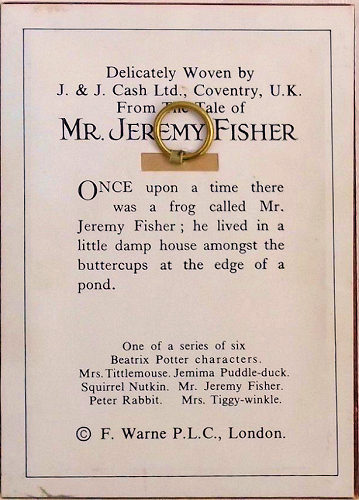 Delicately Woven by
J. & J. Cash Ltd., Coventry, U.K.
From The Tale of
MR. JEREMY FISHER
ONCE upon a time there
was a frog called Mr.
Jeremy Fisher ; he lived in a
little damp house amongst the
buttercups at the edge of a
pond.
One of a series of six
Beatrix Potter characters.
Mrs. Tittlemouse. Jemima Puddle-duck.
Squirrel Nutkin. Mr. Jeremy Fisher.
Peter Rabbit. Mrs. Tiggy-winkle.
© F. Warne P.L.C., London.